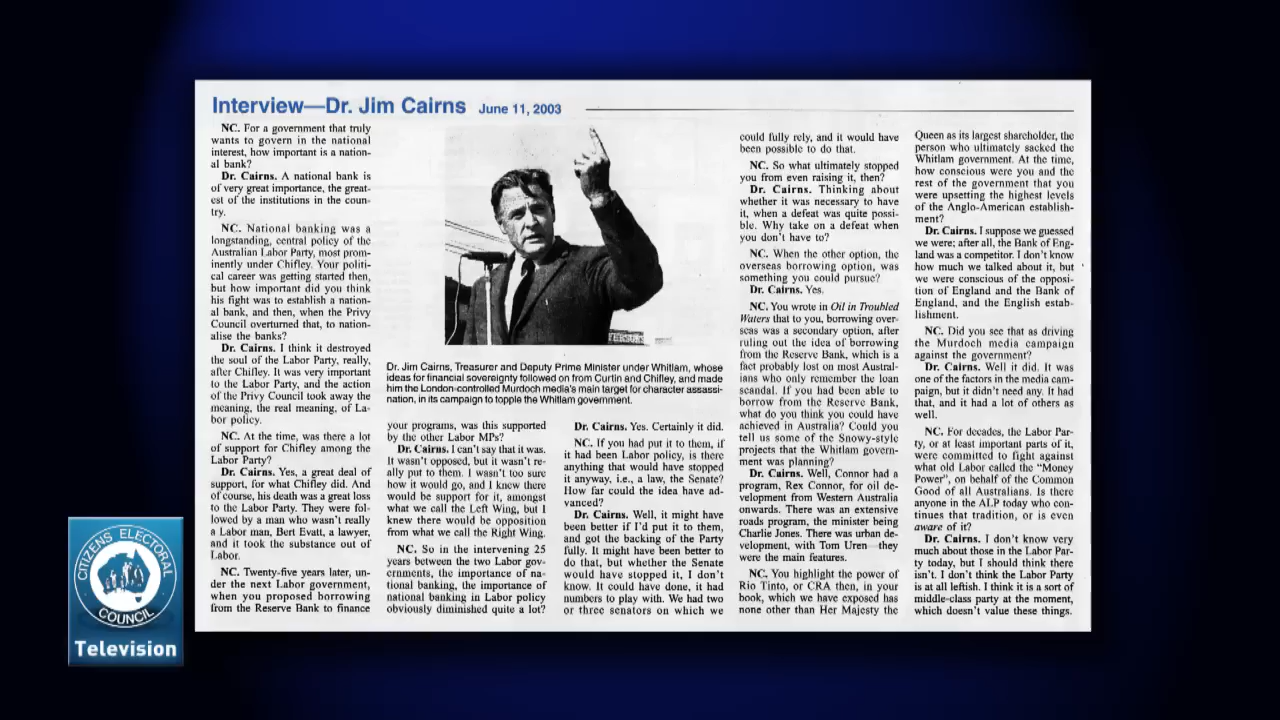 Interview—Dr. Jim Cairns June 11, 2003
NC. For a government that truly
wants to govern in the national
interest, how important is a nation-
al bank?
Dr. Cairns. A national bank is
of very great importance, the great-
est of the institutions in the coun-
try.
NC. National banking was a
longstanding, central policy of the
Australian Labor Party, most prom-
inently under Chifley. Your politi-
cal career was getting started then,
but how important did you think
his fight was to establish a nation-
al bank, and then, when the Privy
Council overturned that, to nation-
alise the banks?
Dr. Cairns. I think it destroyed
the soul of the Labor Party, really,
after Chifley. It was very important
to the Labor Party, and the action
of the Privy Council took away the
meaning, the real meaning, of La-
bor policy.
NC. At the time, was there a lot
of support for Chifley among the
Labor Party?
Dr. Cairns. Yes, a great deal of
support, for what Chifley did. And
of course, his death was a great loss
to the Labor Party. They were fol-
lowed by a man who wasn't really
a Labor man, Bert Evatt, a lawyer,
and it took the substance out of
Labor.
NC. Twenty-five years later, un-
der the next Labor government,
when you proposed borrowing
from the Reserve Bank to finance
Dr. Jim Cairns, Treasurer and Deputy Prime Minister under Whitlam, whose
ideas for financial sovereignty followed on from Curtin and Chifley, and made
him the London-controlled Murdoch media's main target for character assassi-
nation, in its campaign to topple the Whitlam government.
your programs, was this supported
by the other Labor MPs?
Dr. Cairns. I can't say that it was.
It wasn't opposed, but it wasn't re-
ally put to them. I wasn't too sure
how it would go, and I knew there
would be support for it, amongst
what we call the Left Wing, but I
knew there would be opposition
from what we call the Right Wing.
NC. So in the intervening 25
years between the two Labor gov-
ernments, the importance of na-
tional banking, the importance of
national banking in Labor policy
obviously diminished quite a lot?
Dr. Cairns. Yes. Certainly it did.
NC. If you had put it to them, if
it had been Labor policy, is there
anything that would have stopped
it anyway, i.e., a law, the Senate?
How far could the idea have ad-
vanced?
Dr. Cairns. Well, it might have
been better if I'd put it to them,
and got the backing of the Party
fully. It might have been better to
do that, but whether the Senate
would have stopped it, I don't
know. It could have done, it had
numbers to play with. We had two
or three senators on which we
could fully rely, and it would have
been possible to do that.
NC. So what ultimately stopped
you from even raising it, then?
Dr. Cairns. Thinking about
whether it was necessary to have
it, when a defeat was quite possi-
ble. Why take on a defeat when
you don't have to?
NC. When the other option, the
overseas borrowing option, was
something you could pursue?
Dr. Cairns. Yes.
NC. You wrote in Oil in Troubled
Waters that to you, borrowing over-
seas was a secondary option, after
ruling out the idea of borrowing
from the Reserve Bank, which is a
fact probably lost on most Austral-
ians who only remember the loan
scandal. If you had been able to
borrow from the Reserve Bank,
what do you think you could have
achieved in Australia? Could you
tell us some of the Snowy-style
projects that the Whitlam govern-
ment was planning?
Dr. Cairns. Well, Connor had a
program, Rex Connor, for oil de-
velopment from Western Australia
onwards. There was an extensive
roads program, the minister being
Charlie Jones. There was urban de-
velopment, with Tom Uren—they
were the main features.
NC. You highlight the power of
Rio Tinto, or CRA then, in your
book, which we have exposed has
none other than Her Majesty the
Queen as its largest shareholder, the
person who ultimately sacked the
Whitlam government. At the time,
how conscious were you and the
rest of the government that you
were upsetting the highest levels
of the Anglo-American establish-
ment?
Dr. Cairns. I suppose we guessed
we were; after all, the Bank of Eng-
land was a competitor. I don't know
how much we talked about it, but
we were conscious of the opposi-
tion of England and the Bank of
England, and the English estab-
lishment.
NC. Did you see that as driving
the Murdoch media campaign
against the government?
Dr. Cairns. Well it did. It was
one of the factors in the media cam-
paign, but it didn't need any. It had
that, and it had a lot of others as
well.
NC. For decades, the Labor Par-
ty, or at least important parts of it,
were committed to fight against
what old Labor called the "Money
Power", on behalf of the Common
Good of all Australians. Is there
anyone in the ALP today who con-
tinues that tradition, or is even
aware of it?
Dr. Cairns. I don't know very
much about those in the Labor Par-
ty today, but I should think there
isn't. I don't think the Labor Party
is at all leftish. I think it is a sort of
middle-class party at the moment,
which doesn't value these things.
CITIZENS ELECTORAL
COUNCIL
Television